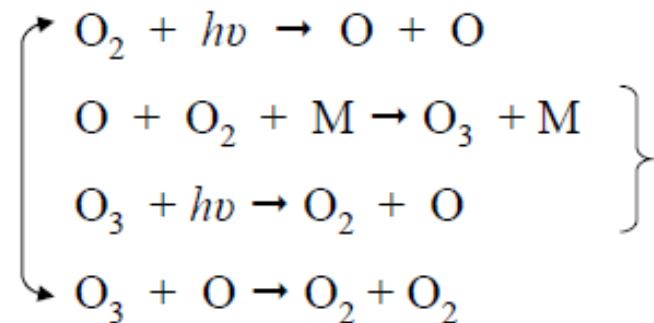 O₂ + hυ → O + O
O + O₂ + M → O₃ + M
O₃ + hυ → O₂ + O
O₃ + O → O₂ + O₂